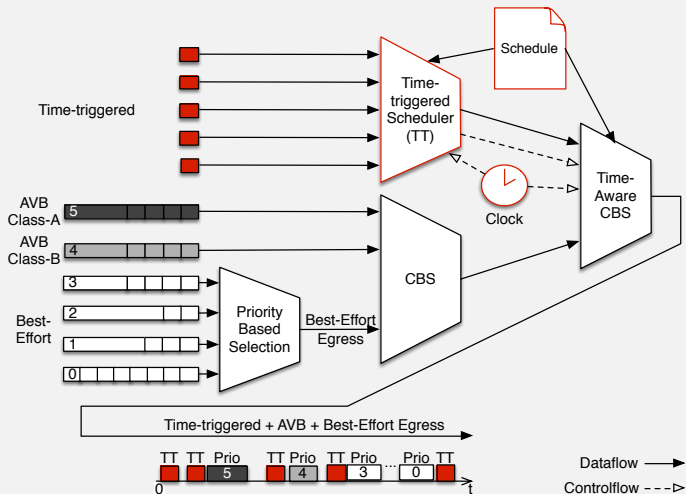 Schedule
Time-triggered
Time-
triggered
Scheduler
(TT)
Time-
Aware
CBS
Clock
AVB
Class-A
5
AVB
Class-B
4
CBS
3
2
Best-
Effort
1
0
Priority
Based
Selection
Best-Effort
Egress
Time-triggered + AVB + Best-Effort Egress
TT TT Prio TT Prio TT Prio ... Prio TT
5 4 3 0
0 t
Dataflow
Controlflow